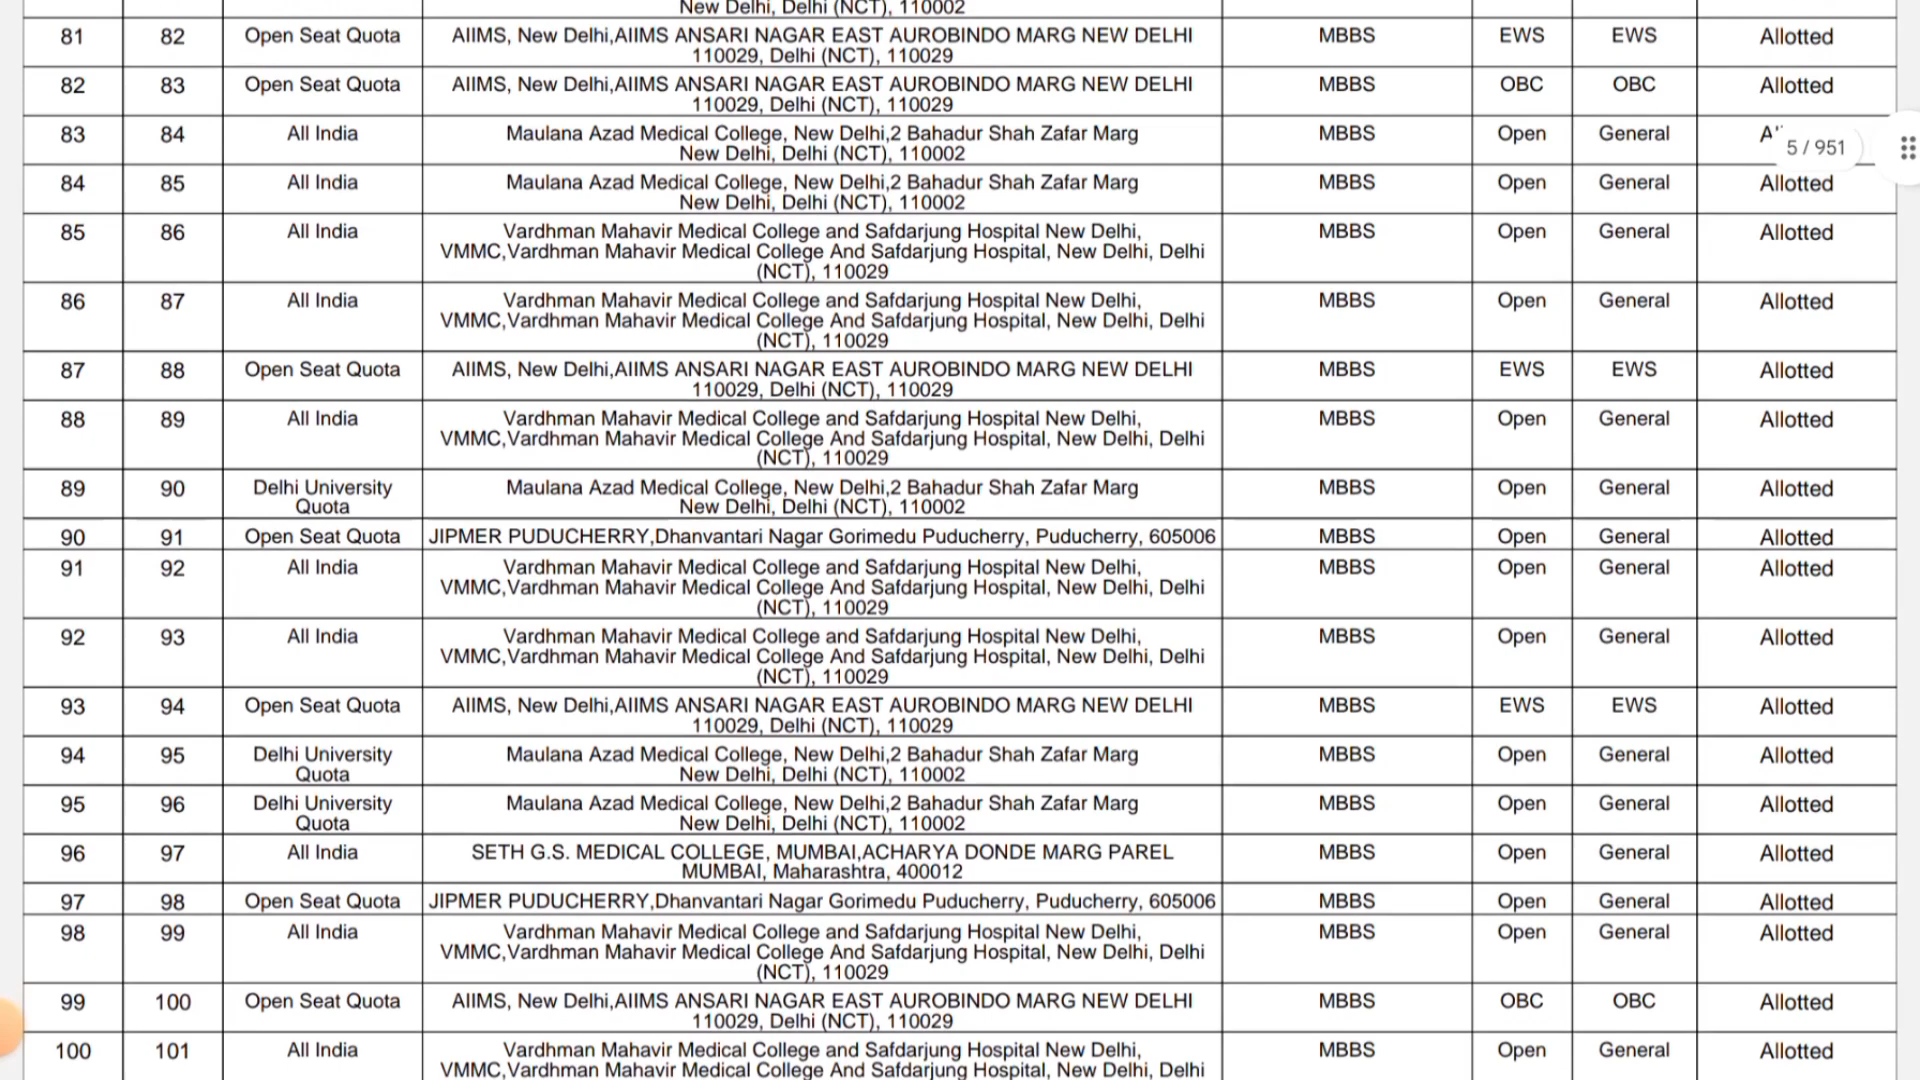 New Delhi, Delhi (NCT), 110002
81 82 Open Seat Quota AIIMS, New Delhi,AIIMS ANSARI NAGAR EAST AUROBINDO MARG NEW DELHI MBBS EWS EWS Allotted
110029, Delhi (NCT), 110029
82 83 Open Seat Quota AIIMS, New Delhi,AIIMS ANSARI NAGAR EAST AUROBINDO MARG NEW DELHI MBBS OBC OBC Allotted
110029, Delhi (NCT), 110029
83 84 All India Maulana Azad Medical College, New Delhi,2 Bahadur Shah Zafar Marg MBBS Open General
New Delhi, Delhi (NCT), 110002
5 / 951
84 85 All India Maulana Azad Medical College, New Delhi,2 Bahadur Shah Zafar Marg MBBS Open General Allotted
New Delhi, Delhi (NCT), 110002
85 86 All India Vardhman Mahavir Medical College and Safdarjung Hospital New Delhi, MBBS Open General Allotted
VMMC,Vardhman Mahavir Medical College And Safdarjung Hospital, New Delhi, Delhi
(NCT), 110029
86 87 All India Vardhman Mahavir Medical College and Safdarjung Hospital New Delhi, MBBS Open General Allotted
VMMC,Vardhman Mahavir Medical College And Safdarjung Hospital, New Delhi, Delhi
(NCT), 110029
87 88 Open Seat Quota AIIMS, New Delhi,AIIMS ANSARI NAGAR EAST AUROBINDO MARG NEW DELHI MBBS EWS EWS Allotted
110029, Delhi (NCT), 110029
88 89 All India Vardhman Mahavir Medical College and Safdarjung Hospital New Delhi, MBBS Open General Allotted
VMMC,Vardhman Mahavir Medical College And Safdarjung Hospital, New Delhi, Delhi
(NCT), 110029
89 90 Delhi University Maulana Azad Medical College, New Delhi,2 Bahadur Shah Zafar Marg MBBS Open General Allotted
Quota New Delhi, Delhi (NCT), 110002
90 91 Open Seat Quota JIPMER PUDUCHERRY,Dhanvantari Nagar Gorimedu Puducherry, Puducherry, 605006 MBBS Open General Allotted
91 92 All India Vardhman Mahavir Medical College and Safdarjung Hospital New Delhi, MBBS Open General Allotted
VMMC,Vardhman Mahavir Medical College And Safdarjung Hospital, New Delhi, Delhi
(NCT), 110029
92 93 All India Vardhman Mahavir Medical College and Safdarjung Hospital New Delhi, MBBS Open General Allotted
VMMC,Vardhman Mahavir Medical College And Safdarjung Hospital, New Delhi, Delhi
(NCT), 110029
93 94 Open Seat Quota AIIMS, New Delhi,AIIMS ANSARI NAGAR EAST AUROBINDO MARG NEW DELHI MBBS EWS EWS Allotted
110029, Delhi (NCT), 110029
94 95 Delhi University Maulana Azad Medical College, New Delhi,2 Bahadur Shah Zafar Marg MBBS Open General Allotted
Quota New Delhi, Delhi (NCT), 110002
95 96 Delhi University Maulana Azad Medical College, New Delhi,2 Bahadur Shah Zafar Marg MBBS Open General Allotted
Quota New Delhi, Delhi (NCT), 110002
96 97 All India SETH G.S. MEDICAL COLLEGE, MUMBAI,ACHARYA DONDE MARG PAREL MBBS Open General Allotted
MUMBAI, Maharashtra, 400012
97 98 Open Seat Quota JIPMER PUDUCHERRY,Dhanvantari Nagar Gorimedu Puducherry, Puducherry, 605006 MBBS Open General Allotted
98 99 All India Vardhman Mahavir Medical College and Safdarjung Hospital New Delhi, MBBS Open General Allotted
VMMC,Vardhman Mahavir Medical College And Safdarjung Hospital, New Delhi, Delhi
(NCT), 110029
99 100 Open Seat Quota AIIMS, New Delhi,AIIMS ANSARI NAGAR EAST AUROBINDO MARG NEW DELHI MBBS OBC OBC Allotted
110029, Delhi (NCT), 110029
100 101 All India Vardhman Mahavir Medical College and Safdarjung Hospital New Delhi, MBBS Open General Allotted
VMMC,Vardhman Mahavir Medical College And Safdarjung Hospital, New Delhi, Delhi